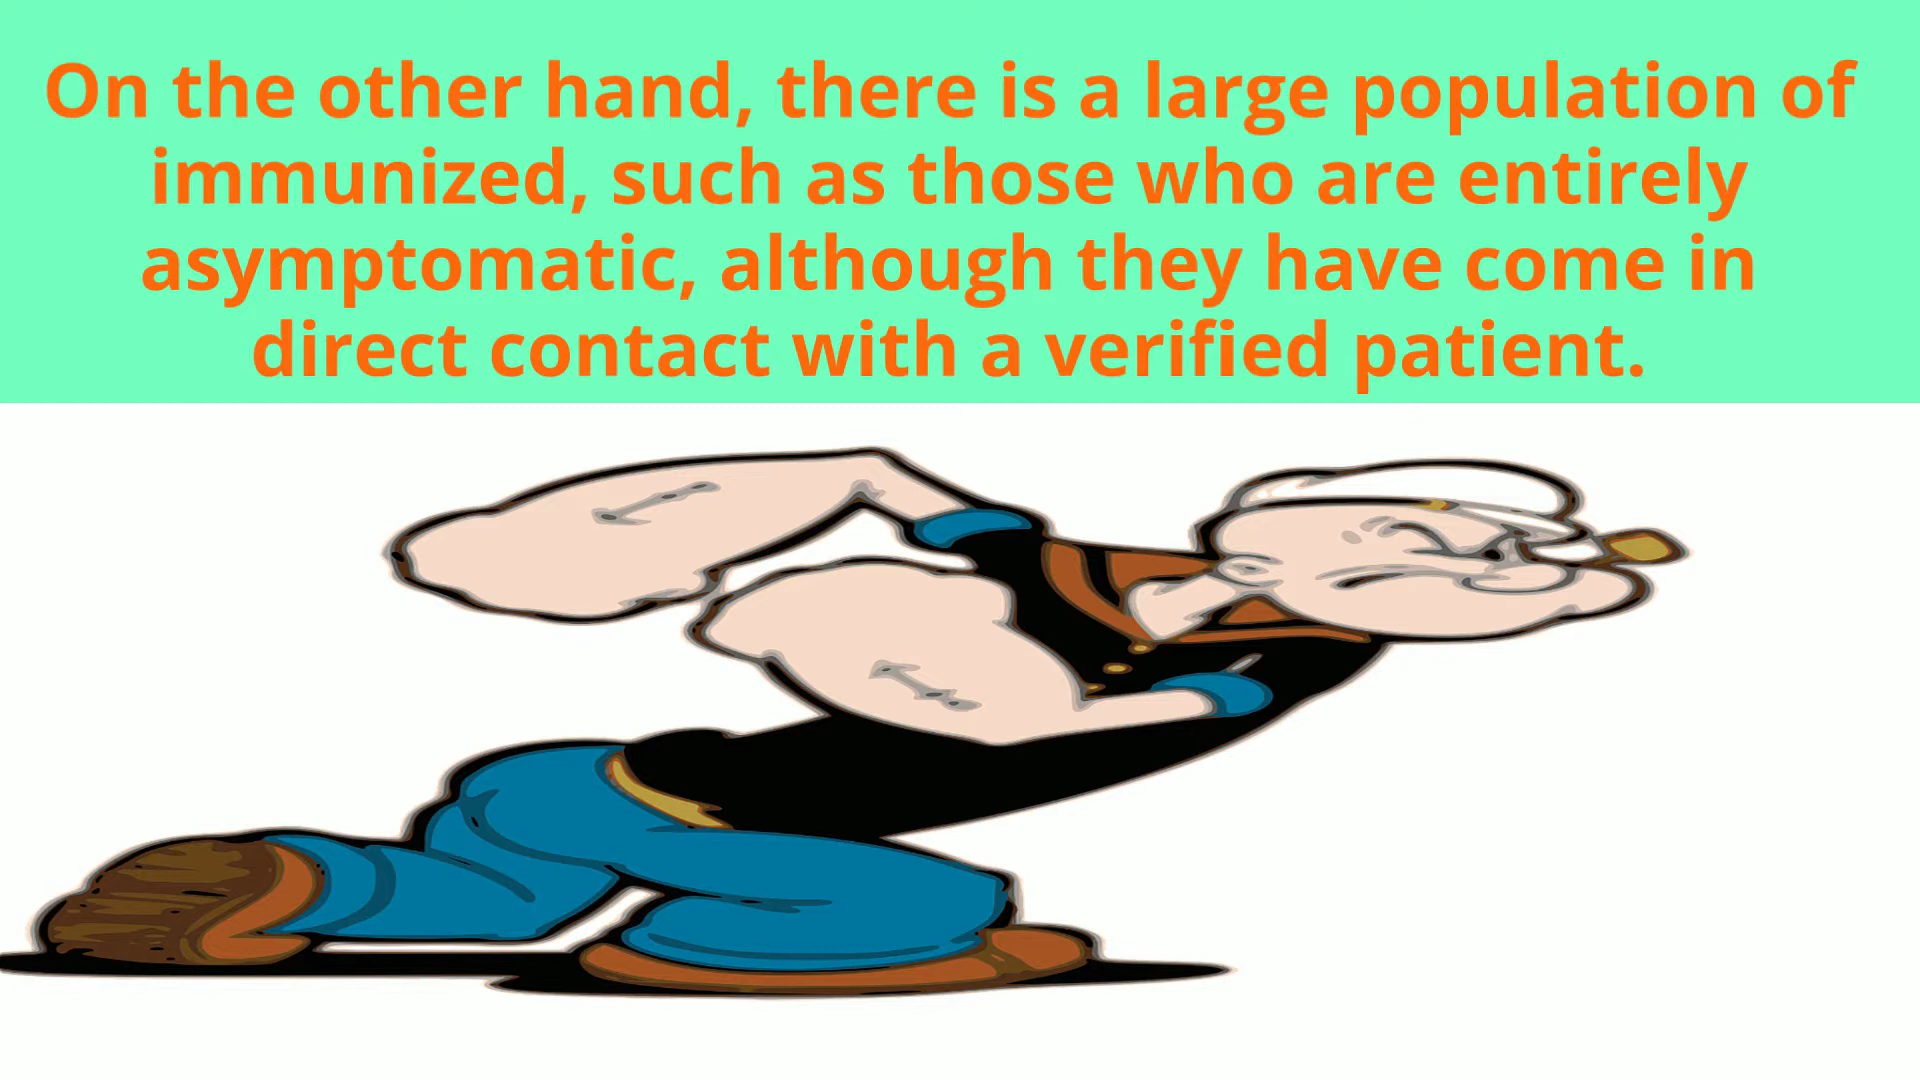 On the other hand, there is a large population of
immunized, such as those who are entirely
asymptomatic, although they have come in
direct contact with a verified patient.